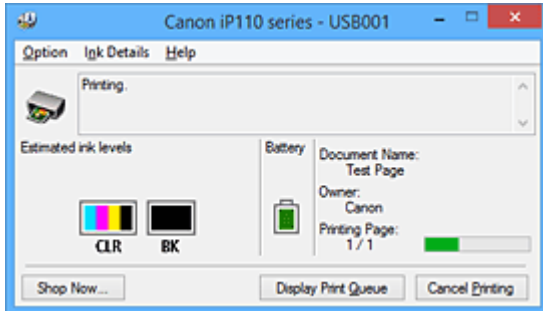 Canon iP110 series - USB001
Option Ink Details Help
Printing.
Estimated ink levels
CLR BK
Battery
Document Name:
Test Page
Owner:
Canon
Printing Page:
1 / 1
Shop Now... Display Print Queue Cancel Printing